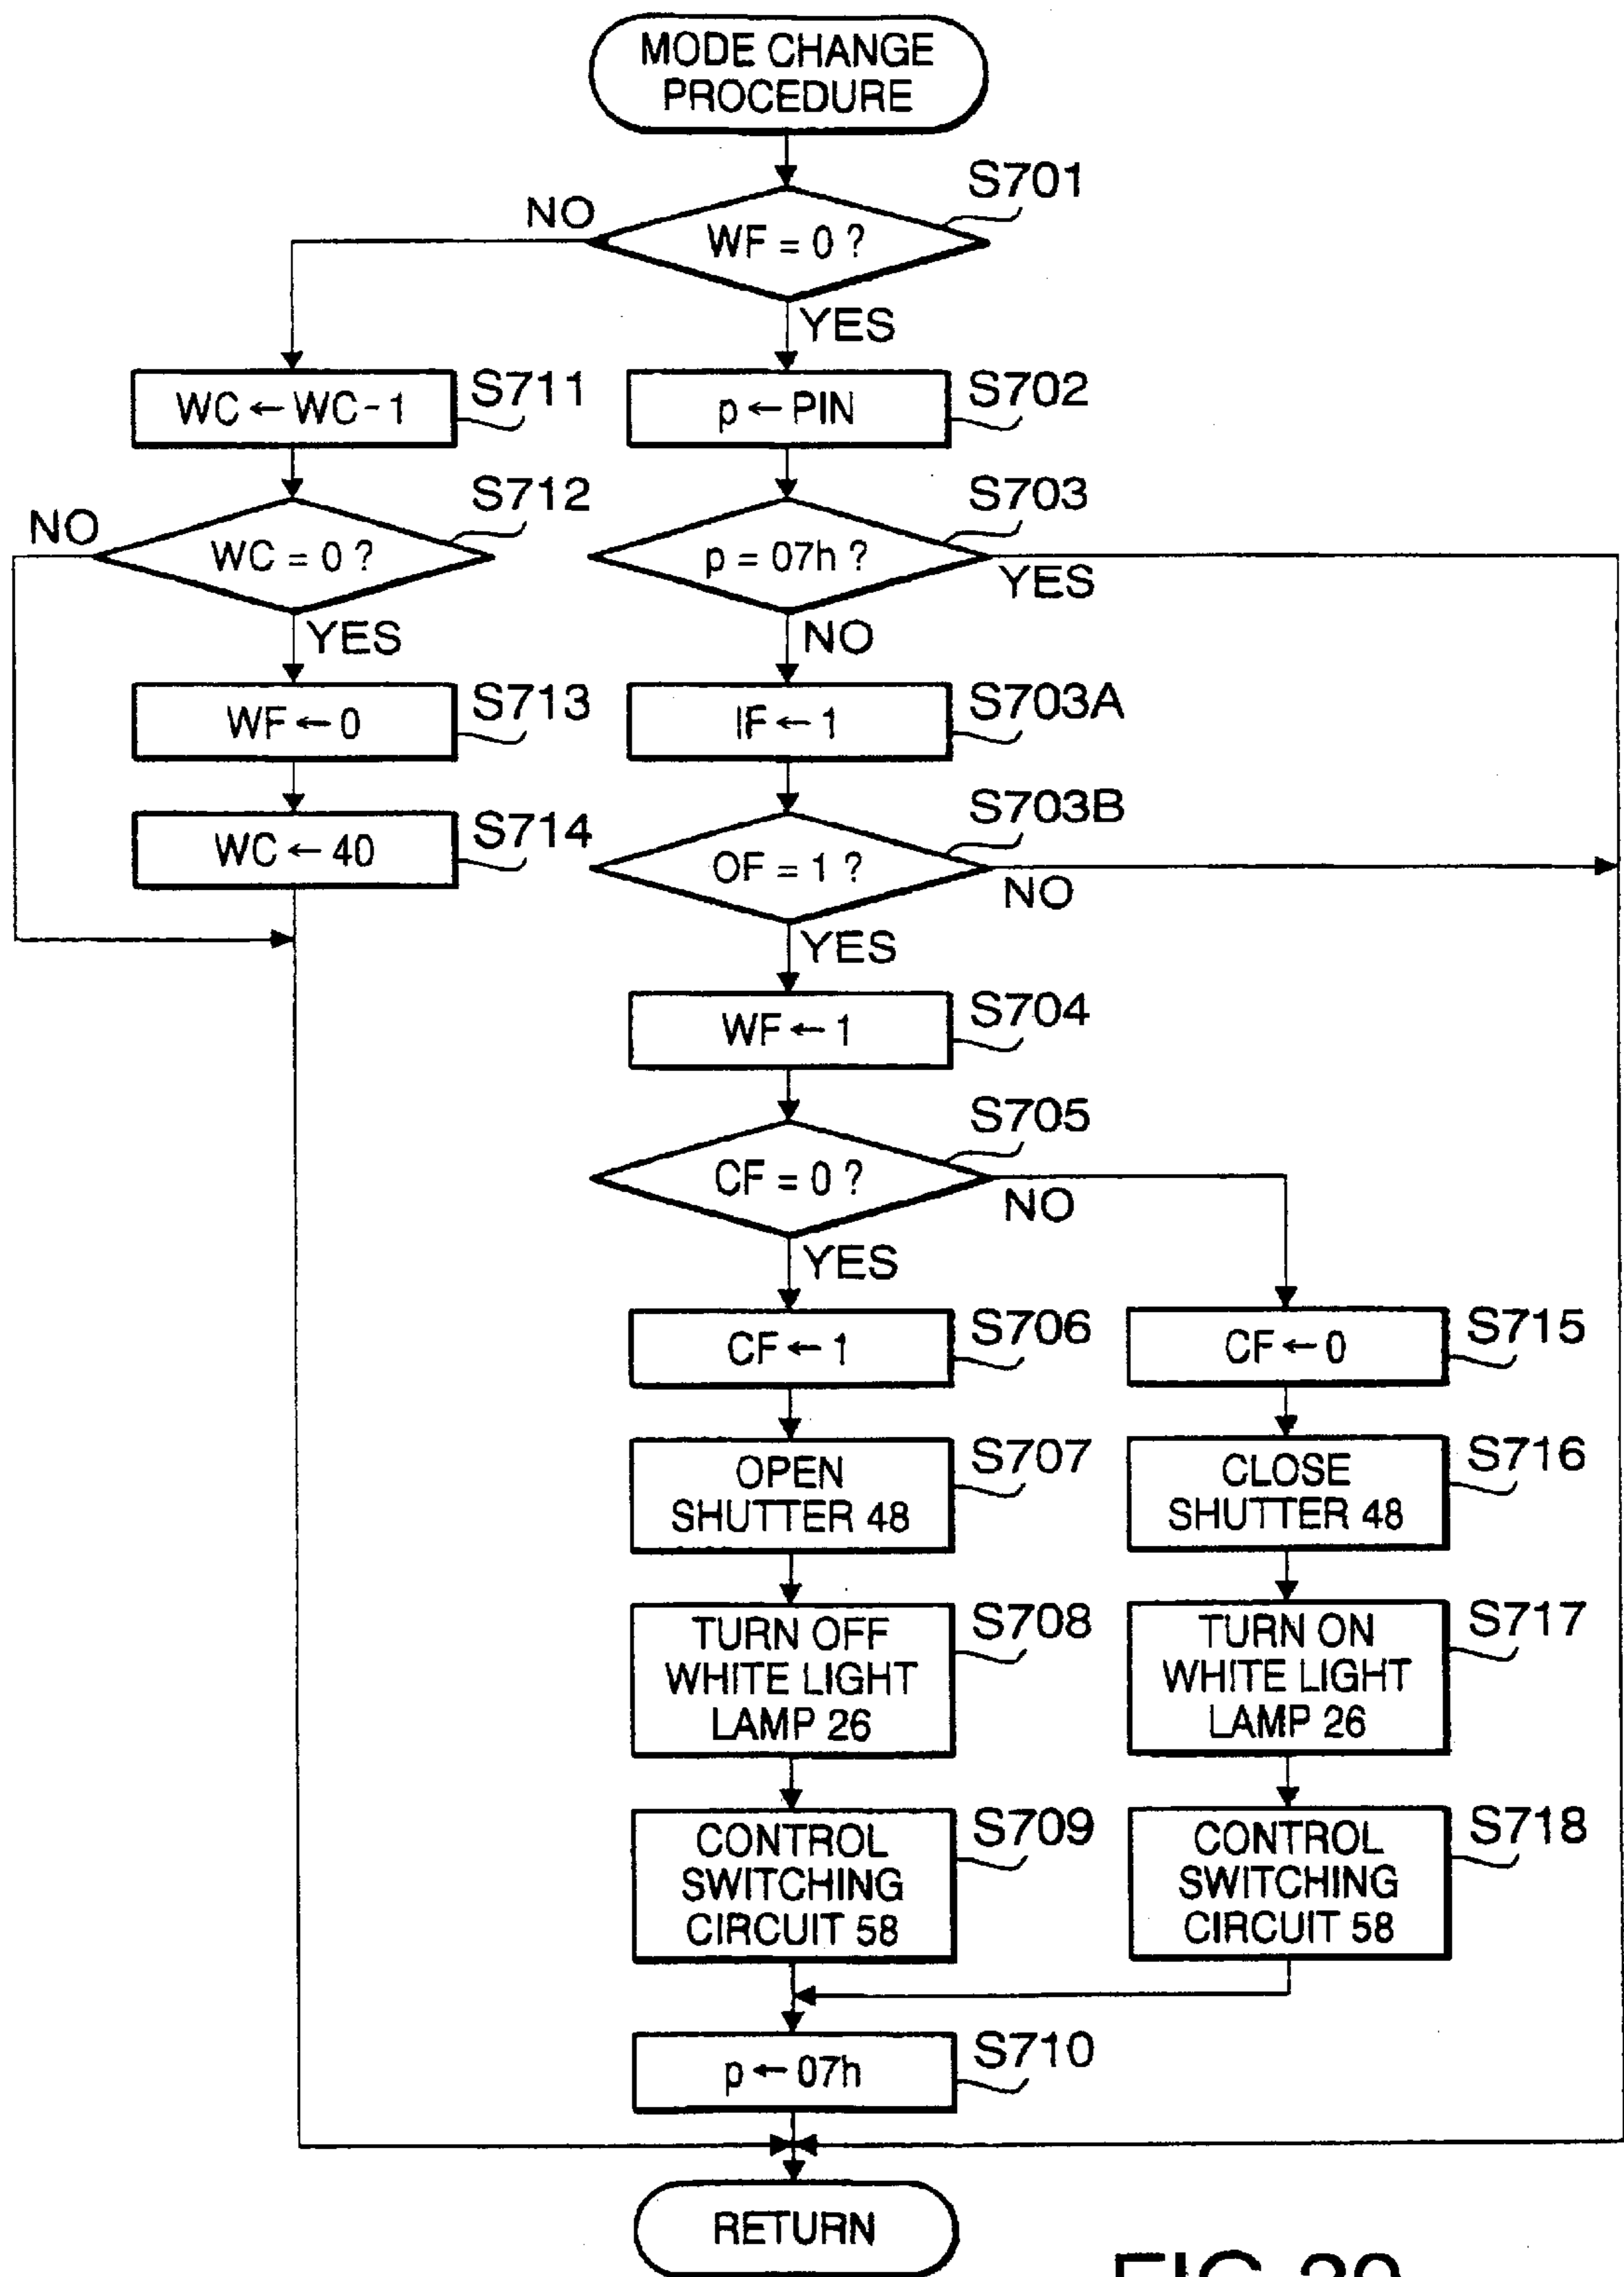 MODE CHANGE
PROCEDURE
S701
NO
WF = 0 ?
YES
S711
WC ← WC - 1
S702
p ← PIN
S712
NO
WC = 0 ?
YES
S703
p = 07h ?
YES
NO
S713
WF ← 0
S703A
IF ← 1
S714
WC ← 40
S703B
OF = 1 ?
NO
YES
S704
WF ← 1
S705
CF = 0 ?
NO
YES
S706
CF ← 1
S715
CF ← 0
S707
OPEN
SHUTTER 48
S716
CLOSE
SHUTTER 48
S708
TURN OFF
WHITE LIGHT
LAMP 26
S717
TURN ON
WHITE LIGHT
LAMP 26
S709
CONTROL
SWITCHING
CIRCUIT 58
S718
CONTROL
SWITCHING
CIRCUIT 58
S710
p ← 07h
RETURN